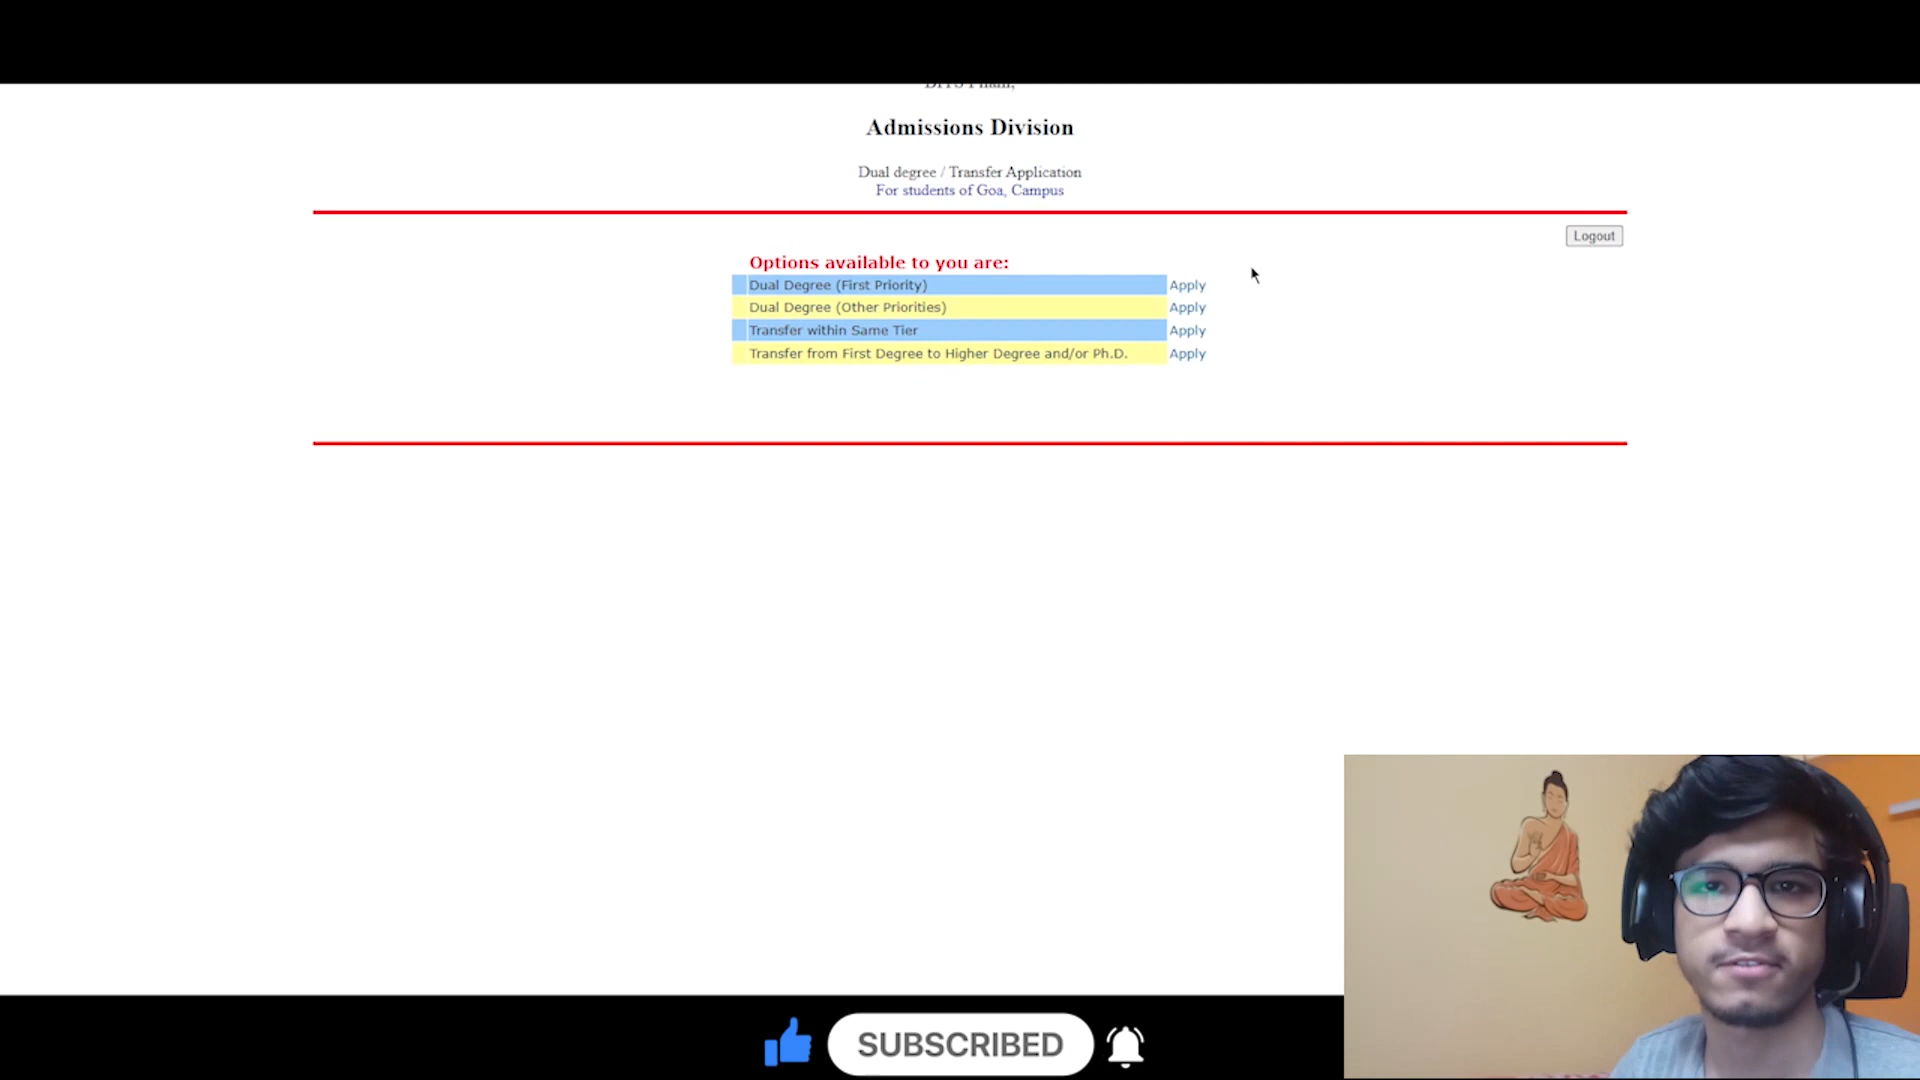 Admissions Division
Dual degree / Transfer Application
For students of Goa, Campus
Logout
Options available to you are:
Dual Degree (First Priority) Apply
Dual Degree (Other Priorities) Apply
Transfer within Same Tier Apply
Transfer from First Degree to Higher Degree and/or Ph.D. Apply
SUBSCRIBED